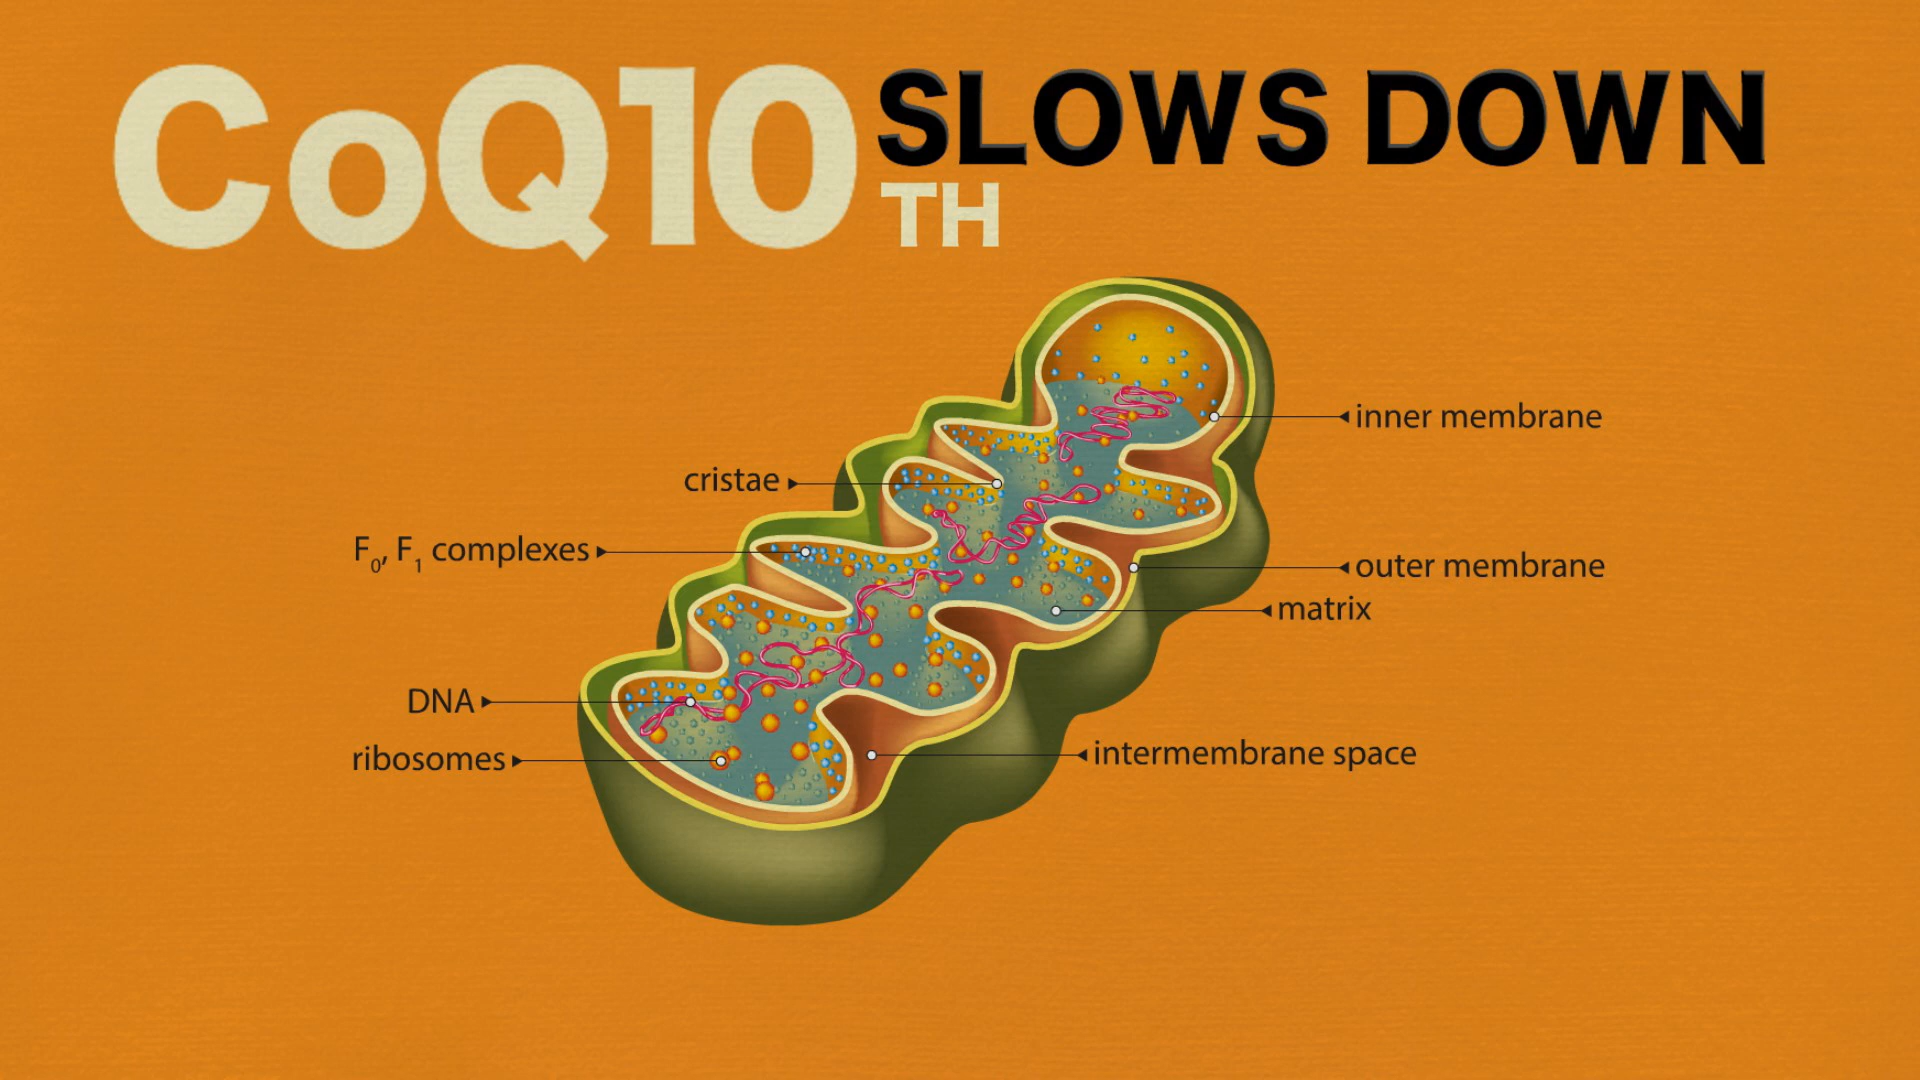 CoQ10 SLOWS DOWN
TH
inner membrane
cristae
F0, F1 complexes
outer membrane
matrix
DNA
intermembrane space
ribosomes